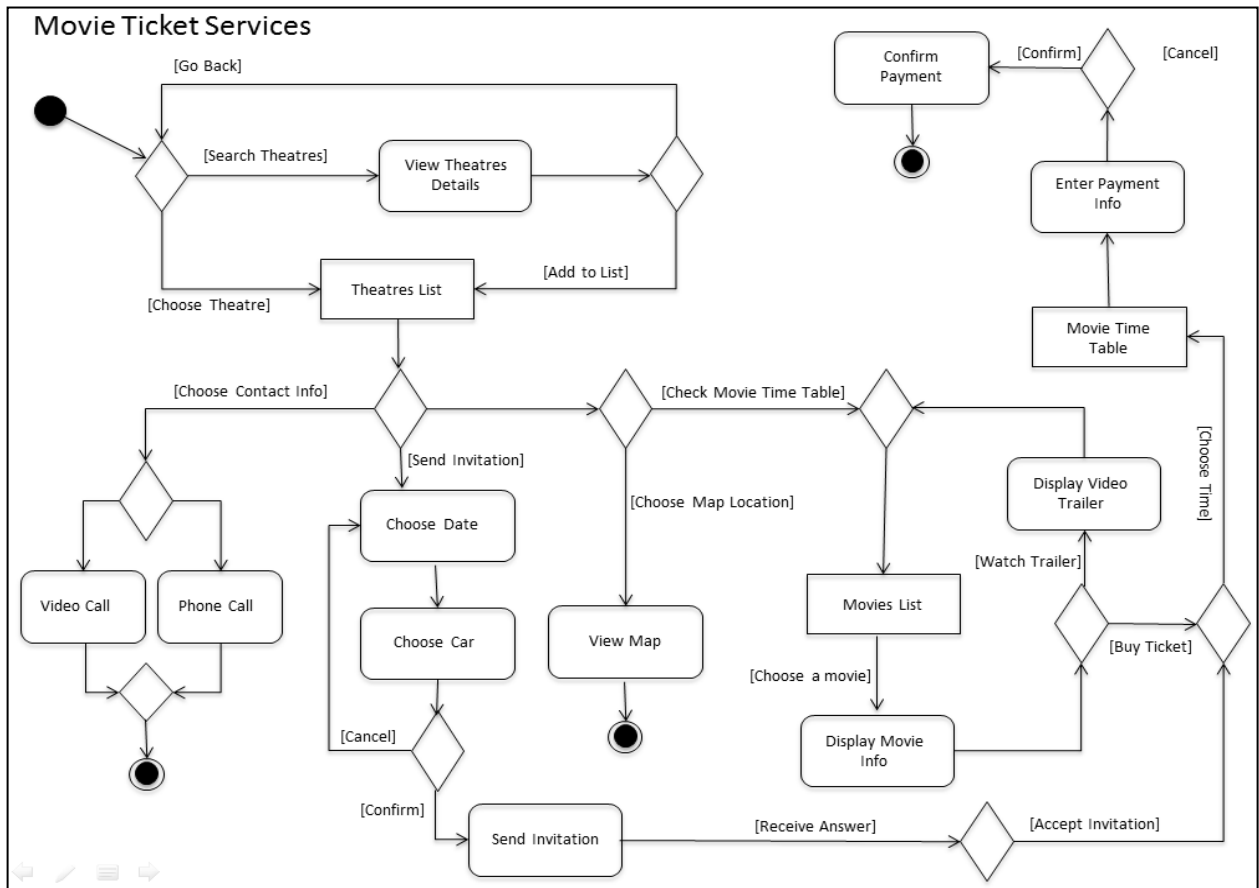 Movie Ticket Services
[Go Back]
Confirm
Payment
[Confirm]
[Cancel]
[Search Theatres]
View Theatres
Details
Enter Payment
Info
[Choose Theatre]
Theatres List
[Add to List]
Movie Time
Table
[Choose Contact Info]
[Check Movie Time Table]
[Send Invitation]
[Choose Map Location]
[Choose Time]
Choose Date
Display Video
Trailer
[Watch Trailer]
Video Call
Phone Call
Choose Car
View Map
Movies List
[Buy Ticket]
[Choose a movie]
[Cancel]
Display Movie
Info
[Confirm]
Send Invitation
[Receive Answer]
[Accept Invitation]